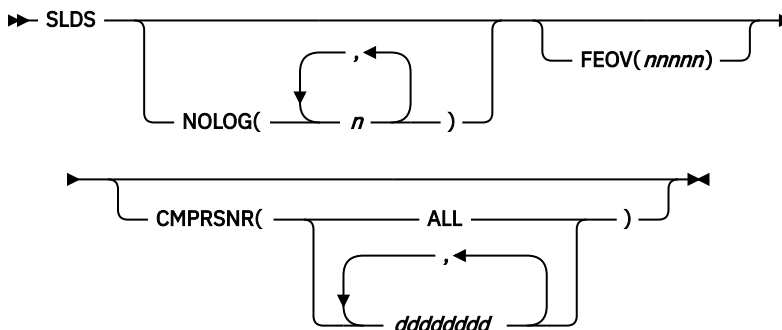 SLDS
NOLOG( n , )
FEOV(nnnnn)
CMPRSNR( ALL )
,
dddddddd